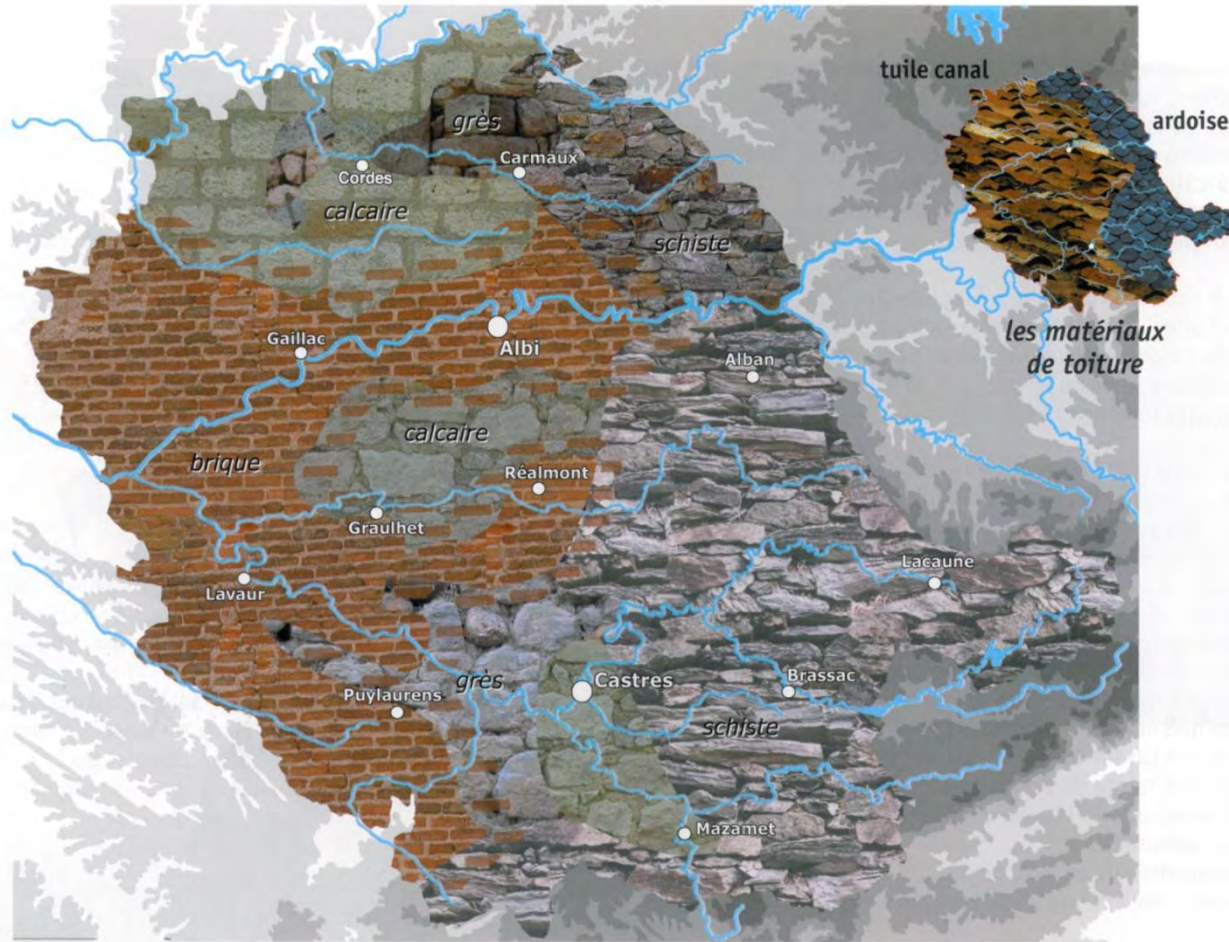 tuile canal
ardoise
grès
Carmaux
Cordes
calcaire
schiste
les matériaux
de toiture
Gaillac
Albi
Alban
calcaire
brique
Réalmont
Graulhet
Lacaune
Lavaur
Castres
Brassac
grès
Puylaurens
schiste
Mazamet